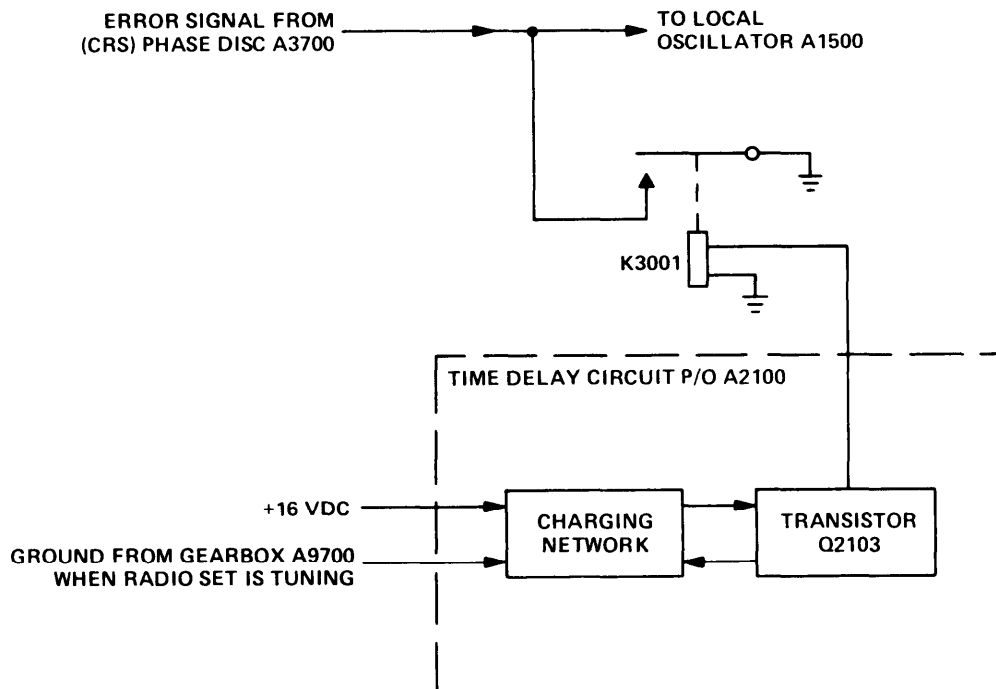 ERROR SIGNAL FROM
(CRS) PHASE DISC A3700
TO LOCAL
OSCILLATOR A1500
K3001
TIME DELAY CIRCUIT P/O A2100
+16 VDC
GROUND FROM GEARBOX A9700
WHEN RADIO SET IS TUNING
CHARGING
NETWORK
TRANSISTOR
Q2103